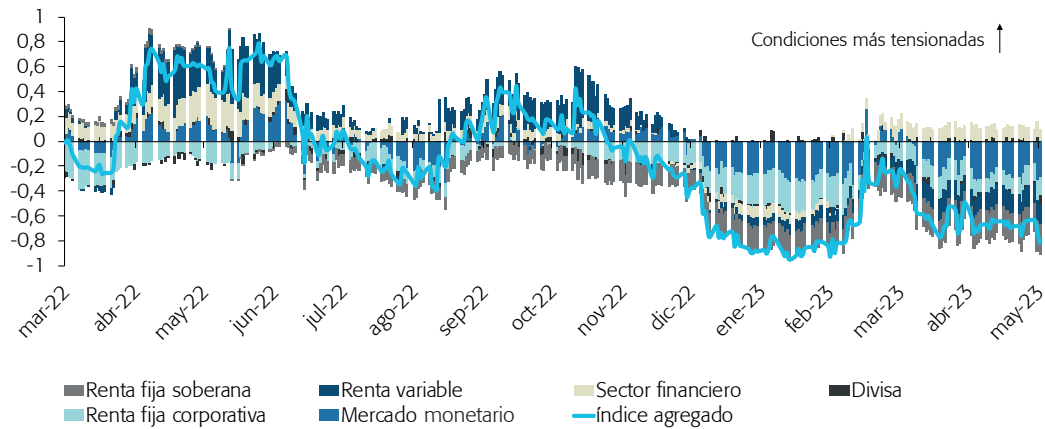 1
0,8
0,6
0,4
0,2
0
-0,2
-0,4
-0,6
-0,8
-1
Condiciones más tensionadas
mar-22 abr-22 may-22 jun-22 jul-22 ago-22 sep-22 oct-22 nov-22 dic-22 ene-23 feb-23 mar-23 abr-23 may-23
Renta fija soberana Renta variable Sector financiero Divisa
Renta fija corporativa Mercado monetario índice agregado